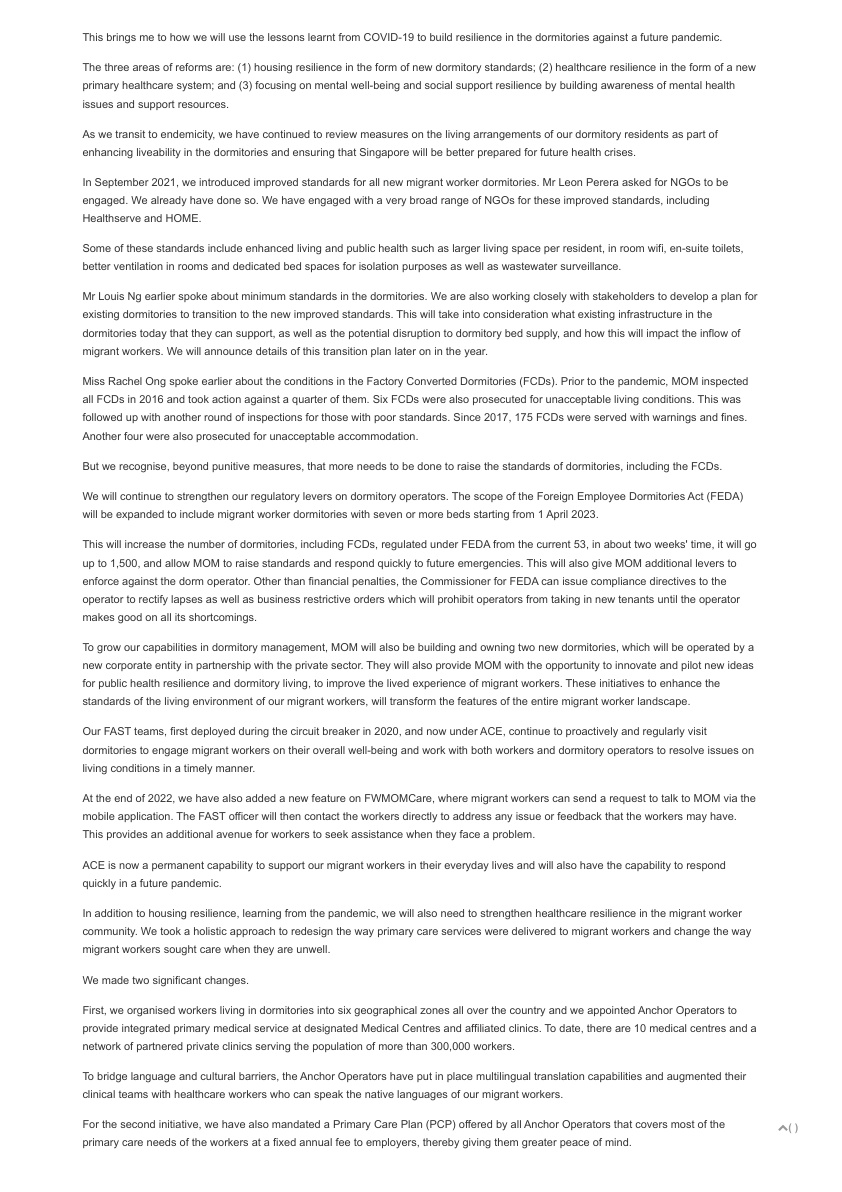 This brings me to how we will use the lessons learnt from COVID-19 to build resilience in the dormitories against a future pandemic.
The three areas of reforms are: (1) housing resilience in the form of new dormitory standards; (2) healthcare resilience in the form of a new
primary healthcare system; and (3) focusing on mental well-being and social support resilience by building awareness of mental health
issues and support resources.
As we transit to endemicity, we have continued to review measures on the living arrangements of our dormitory residents as part of
enhancing liveability in the dormitories and ensuring that Singapore will be better prepared for future health crises.
In September 2021, we introduced improved standards for all new migrant worker dormitories. Mr Leon Perera asked for NGOs to be
engaged. We already have done so. We have engaged with a very broad range of NGOs for these improved standards, including
Healthserve and HOME.
Some of these standards include enhanced living and public health such as larger living space per resident, in room wifi, en-suite toilets,
better ventilation in rooms and dedicated bed spaces for isolation purposes as well as wastewater surveillance.
Mr Louis Ng earlier spoke about minimum standards in the dormitories. We are also working closely with stakeholders to develop a plan for
existing dormitories to transition to the new improved standards. This will take into consideration what existing infrastructure in the
dormitories today that they can support, as well as the potential disruption to dormitory bed supply, and how this will impact the inflow of
migrant workers. We will announce details of this transition plan later on in the year.
Miss Rachel Ong spoke earlier about the conditions in the Factory Converted Dormitories (FCDs). Prior to the pandemic, MOM inspected
all FCDs in 2016 and took action against a quarter of them. Six FCDs were also prosecuted for unacceptable living conditions. This was
followed up with another round of inspections for those with poor standards. Since 2017, 175 FCDs were served with warnings and fines.
Another four were also prosecuted for unacceptable accommodation.
But we recognise, beyond punitive measures, that more needs to be done to raise the standards of dormitories, including the FCDs.
We will continue to strengthen our regulatory levers on dormitory operators. The scope of the Foreign Employee Dormitories Act (FEDA)
will be expanded to include migrant worker dormitories with seven or more beds starting from 1 April 2023.
This will increase the number of dormitories, including FCDs, regulated under FEDA from the current 53, in about two weeks' time, it will go
up to 1,500, and allow MOM to raise standards and respond quickly to future emergencies. This will also give MOM additional levers to
enforce against the dorm operator. Other than financial penalties, the Commissioner for FEDA can issue compliance directives to the
operator to rectify lapses as well as business restrictive orders which will prohibit operators from taking in new tenants until the operator
makes good on all its shortcomings.
To grow our capabilities in dormitory management, MOM will also be building and owning two new dormitories, which will be operated by a
new corporate entity in partnership with the private sector. They will also provide MOM with the opportunity to innovate and pilot new ideas
for public health resilience and dormitory living, to improve the lived experience of migrant workers. These initiatives to enhance the
standards of the living environment of our migrant workers, will transform the features of the entire migrant worker landscape.
Our FAST teams, first deployed during the circuit breaker in 2020, and now under ACE, continue to proactively and regularly visit
dormitories to engage migrant workers on their overall well-being and work with both workers and dormitory operators to resolve issues on
living conditions in a timely manner.
At the end of 2022, we have also added a new feature on FWMOMCare, where migrant workers can send a request to talk to MOM via the
mobile application. The FAST officer will then contact the workers directly to address any issue or feedback that the workers may have.
This provides an additional avenue for workers to seek assistance when they face a problem.
ACE is now a permanent capability to support our migrant workers in their everyday lives and will also have the capability to respond
quickly in a future pandemic.
In addition to housing resilience, learning from the pandemic, we will also need to strengthen healthcare resilience in the migrant worker
community. We took a holistic approach to redesign the way primary care services were delivered to migrant workers and change the way
migrant workers sought care when they are unwell.
We made two significant changes.
First, we organised workers living in dormitories into six geographical zones all over the country and we appointed Anchor Operators to
provide integrated primary medical service at designated Medical Centres and affiliated clinics. To date, there are 10 medical centres and a
network of partnered private clinics serving the population of more than 300,000 workers.
To bridge language and cultural barriers, the Anchor Operators have put in place multilingual translation capabilities and augmented their
clinical teams with healthcare workers who can speak the native languages of our migrant workers.
For the second initiative, we have also mandated a Primary Care Plan (PCP) offered by all Anchor Operators that covers most of the
primary care needs of the workers at a fixed annual fee to employers, thereby giving them greater peace of mind.
( )